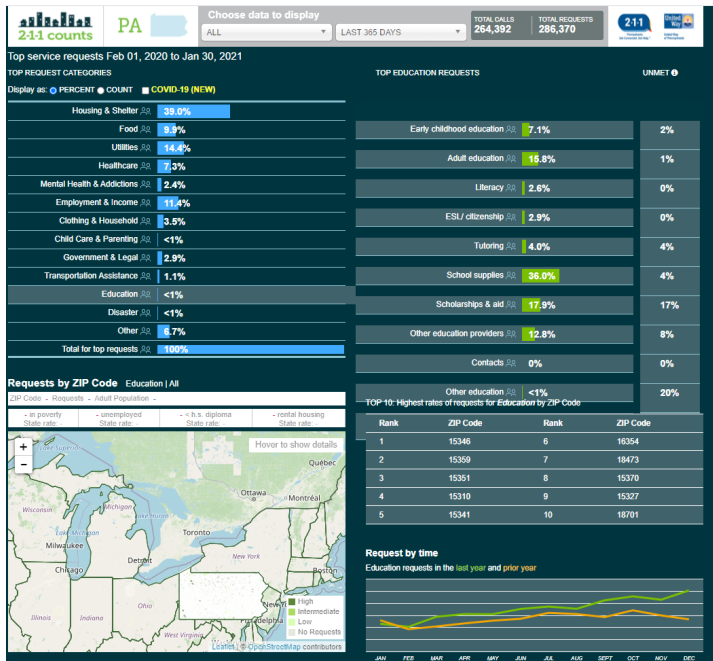 2-1-1 counts
PA
Choose data to display
ALL
LAST 365 DAYS
TOTAL CALLS
264,392
TOTAL REQUESTS
286,370
2-1-1
United Way
Top service requests Feb 01, 2020 to Jan 30, 2021
TOP REQUEST CATEGORIES
Display as: PERCENT COUNT COVID-19 (NEW)
Housing & Shelter 39.0%
Food 9.9%
Utilities 14.4%
Healthcare 7.3%
Mental Health & Addictions 2.4%
Employment & Income 11.4%
Clothing & Household 3.5%
Child Care & Parenting <1%
Government & Legal 2.9%
Transportation Assistance 1.1%
Education <1%
Disaster <1%
Other 6.7%
Total for top requests 100%
TOP EDUCATION REQUESTS UNMET
Early childhood education 7.1% 2%
Adult education 15.8% 1%
Literacy 2.6% 0%
ESL/ citizenship 2.9% 0%
Tutoring 4.0% 4%
School supplies 36.0% 4%
Scholarships & aid 17.9% 17%
Other education providers 12.8% 8%
Contacts 0% 0%
Other education <1% 20%
Requests by ZIP Code Education | All
ZIP Code - Requests - Adult Population -
- in poverty - unemployed - < h.s. diploma - rental housing
State rate: - State rate: - State rate: - State rate: -
+
−
Hover to show details
Lake Superior
Québec
Ottawa
Montréal
Wisconsin
Michigan
Lake Huron
Lake Michigan
Toronto
Milwaukee
New York
Detroit
Chicago
Boston
Illinois
Indiana
Ohio
New Y
Philadelphia
West Virginia
High
Intermediate
Low
No Requests
Leaflet | © OpenStreetMap contributors
TOP 10: Highest rates of requests for Education by ZIP Code
Rank ZIP Code Rank ZIP Code
1 15346 6 16354
2 15359 7 18473
3 15351 8 15370
4 15310 9 15327
5 15341 10 18701
Request by time
Education requests in the last year and prior year
JAN FEB MAR APR MAY JUN JUL AUG SEPT OCT NOV DEC